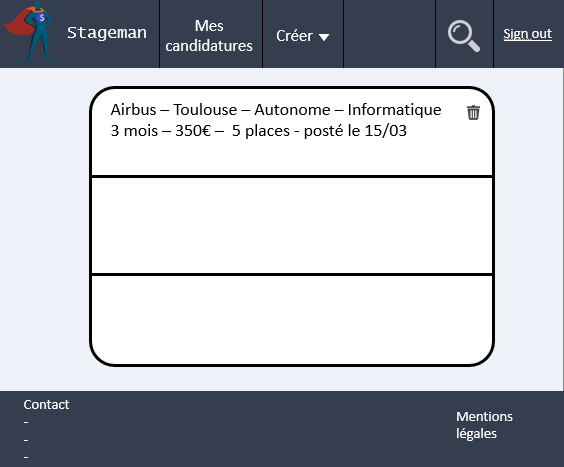 S
Stageman
Mes
candidatures
Créer
Sign out
Airbus – Toulouse – Autonome – Informatique
3 mois – 350€ –  5 places - posté le 15/03
Contact
-
-
-
Mentions
légales